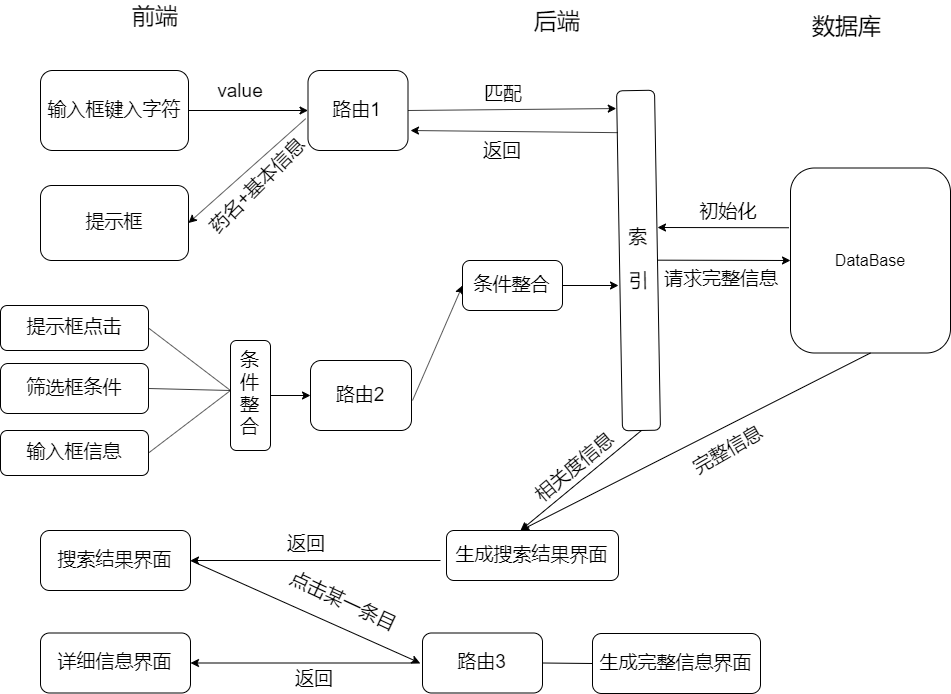 前端
后端
数据库
输入框键入字符
value
路由1
匹配
返回
药名+基本信息
提示框
索
引
初始化
请求完整信息
DataBase
条件整合
提示框点击
筛选框条件
输入框信息
条
件
整
合
路由2
相关度信息
完整信息
搜索结果界面
返回
生成搜索结果界面
点击某一条目
详细信息界面
返回
路由3
生成完整信息界面